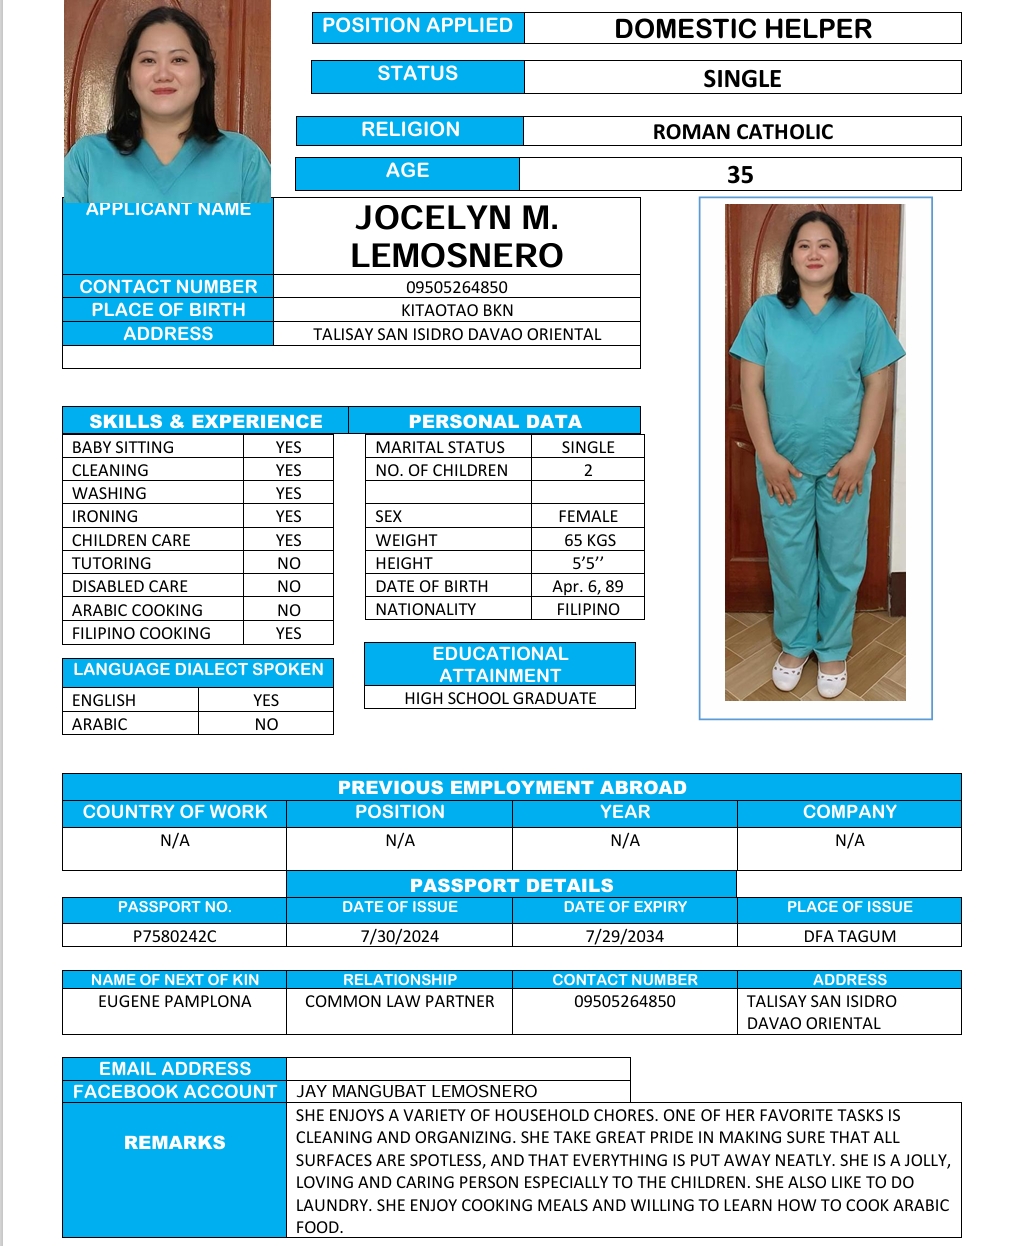 POSITION APPLIED DOMESTIC HELPER
STATUS SINGLE
RELIGION ROMAN CATHOLIC
AGE 35
APPLICANT NAME JOCELYN M.
LEMOSNERO
CONTACT NUMBER 09505264850
PLACE OF BIRTH KITAOTAO BKN
ADDRESS TALISAY SAN ISIDRO DAVAO ORIENTAL
SKILLS & EXPERIENCE PERSONAL DATA
BABY SITTING YES MARITAL STATUS SINGLE
CLEANING YES NO. OF CHILDREN 2
WASHING YES
IRONING YES SEX FEMALE
CHILDREN CARE YES WEIGHT 65 KGS
TUTORING NO HEIGHT 5’5’’
DISABLED CARE NO DATE OF BIRTH Apr. 6, 89
ARABIC COOKING NO NATIONALITY FILIPINO
FILIPINO COOKING YES
LANGUAGE DIALECT SPOKEN
ENGLISH YES
ARABIC NO
EDUCATIONAL
ATTAINMENT
HIGH SCHOOL GRADUATE
PREVIOUS EMPLOYMENT ABROAD
COUNTRY OF WORK POSITION YEAR COMPANY
N/A N/A N/A N/A
PASSPORT DETAILS
PASSPORT NO. DATE OF ISSUE DATE OF EXPIRY PLACE OF ISSUE
P7580242C 7/30/2024 7/29/2034 DFA TAGUM
NAME OF NEXT OF KIN RELATIONSHIP CONTACT NUMBER ADDRESS
EUGENE PAMPLONA COMMON LAW PARTNER 09505264850 TALISAY SAN ISIDRO
DAVAO ORIENTAL
EMAIL ADDRESS
FACEBOOK ACCOUNT JAY MANGUBAT LEMOSNERO
REMARKS
SHE ENJOYS A VARIETY OF HOUSEHOLD CHORES. ONE OF HER FAVORITE TASKS IS
CLEANING AND ORGANIZING. SHE TAKE GREAT PRIDE IN MAKING SURE THAT ALL
SURFACES ARE SPOTLESS, AND THAT EVERYTHING IS PUT AWAY NEATLY. SHE IS A JOLLY,
LOVING AND CARING PERSON ESPECIALLY TO THE CHILDREN. SHE ALSO LIKE TO DO
LAUNDRY. SHE ENJOY COOKING MEALS AND WILLING TO LEARN HOW TO COOK ARABIC
FOOD.